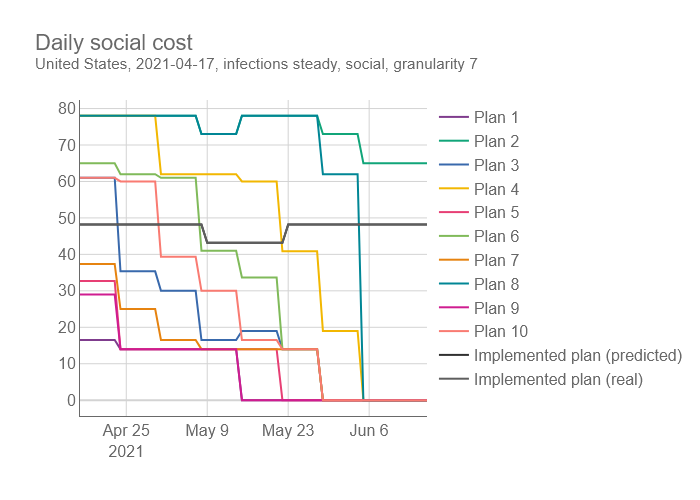 Daily social cost
United States, 2021-04-17, infections steady, social, granularity 7
80
70
60
50
40
30
20
10
0
Apr 25
2021
May 9
May 23
Jun 6
Plan 1
Plan 2
Plan 3
Plan 4
Plan 5
Plan 6
Plan 7
Plan 8
Plan 9
Plan 10
Implemented plan (predicted)
Implemented plan (real)